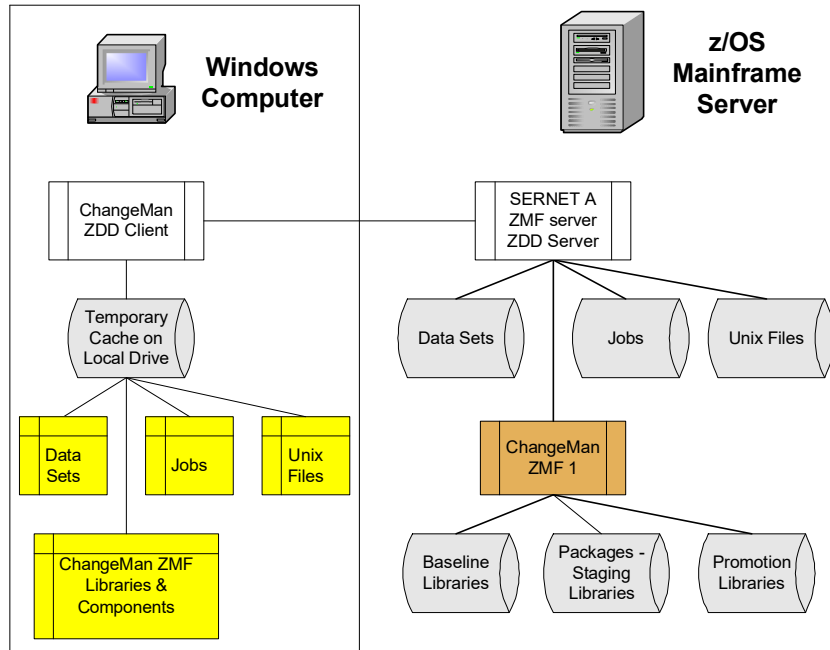 Windows
Computer
z/OS
Mainframe
Server
ChangeMan
ZDD Client
SERNET A
ZMF server
ZDD Server
Temporary
Cache on
Local Drive
Data Sets
Jobs
Unix Files
Data
Sets
Jobs
Unix
Files
ChangeMan
ZMF 1
ChangeMan ZMF
Libraries &
Components
Baseline
Libraries
Packages -
Staging
Libraries
Promotion
Libraries